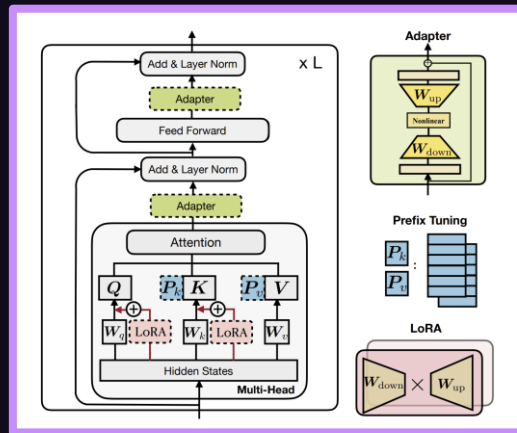 x L
Add & Layer Norm
Adapter
Feed Forward
Add & Layer Norm
Adapter
Attention
Q
P_k K
P_v V
W_q
LoRA
W_k
LoRA
W_v
Hidden States
Multi-Head
Adapter
W_up
Nonlinear
W_down
Prefix Tuning
P_k :
P_v
LoRA
W_down × W_up